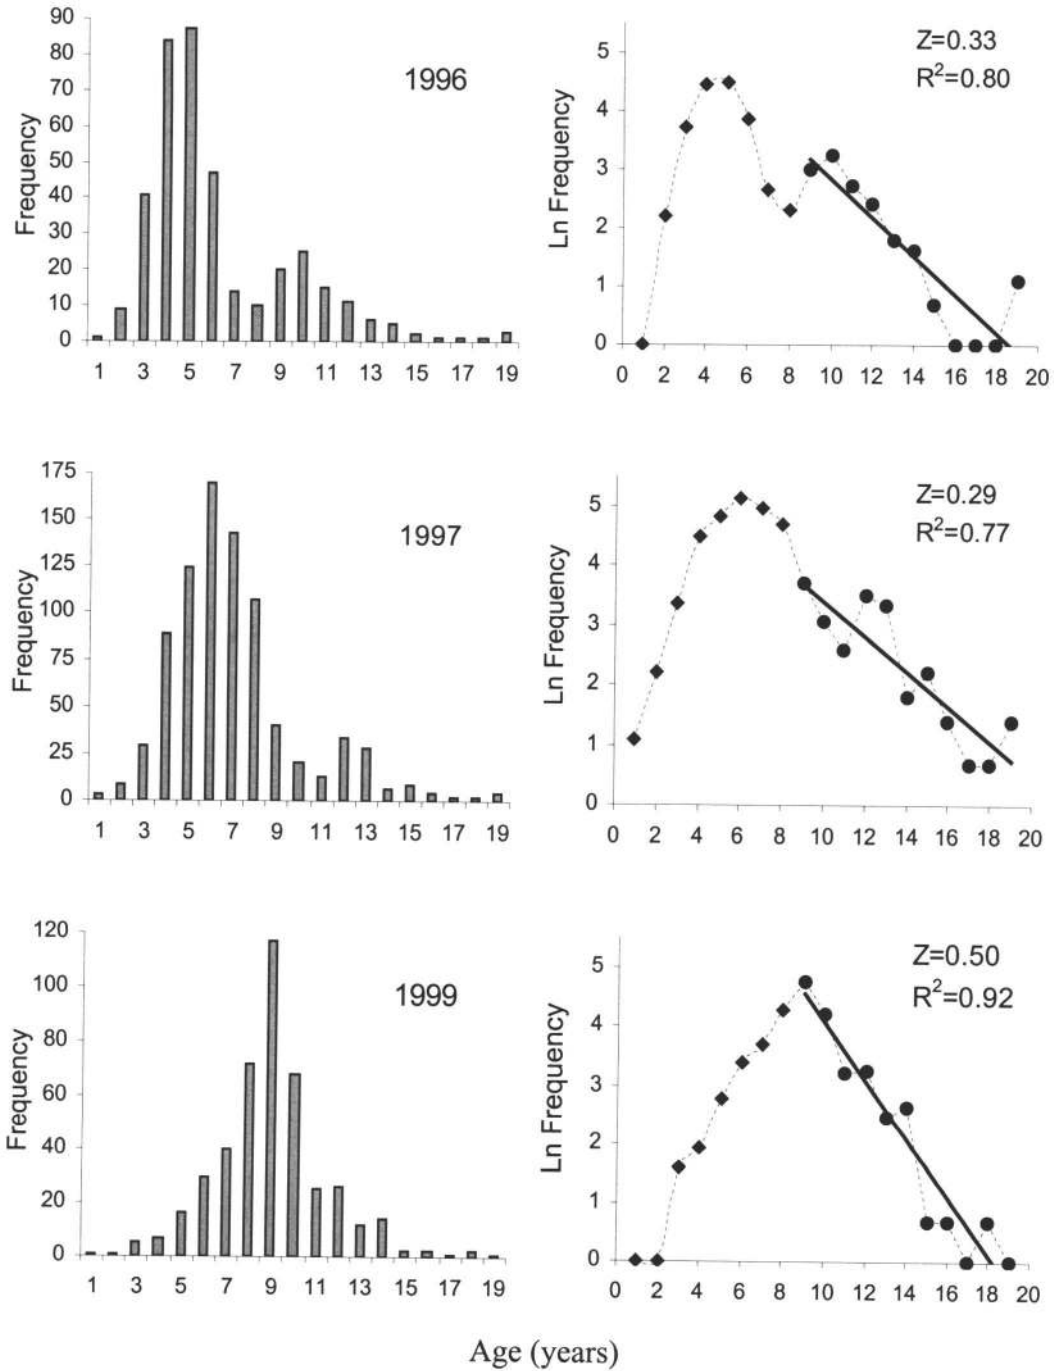 90
80
70
60
50
40
30
20
10
0
Frequency
1996
1 3 5 7 9 11 13 15 17 19
5
4
3
2
1
0
Ln Frequency
Z=0.33
R²=0.80
0 2 4 6 8 10 12 14 16 18 20
175
150
125
100
75
50
25
0
Frequency
1997
1 3 5 7 9 11 13 15 17 19
5
4
3
2
1
0
Ln Frequency
Z=0.29
R²=0.77
0 2 4 6 8 10 12 14 16 18 20
120
100
80
60
40
20
0
Frequency
1999
1 3 5 7 9 11 13 15 17 19
5
4
3
2
1
0
Ln Frequency
Z=0.50
R²=0.92
0 2 4 6 8 10 12 14 16 18 20
Age (years)